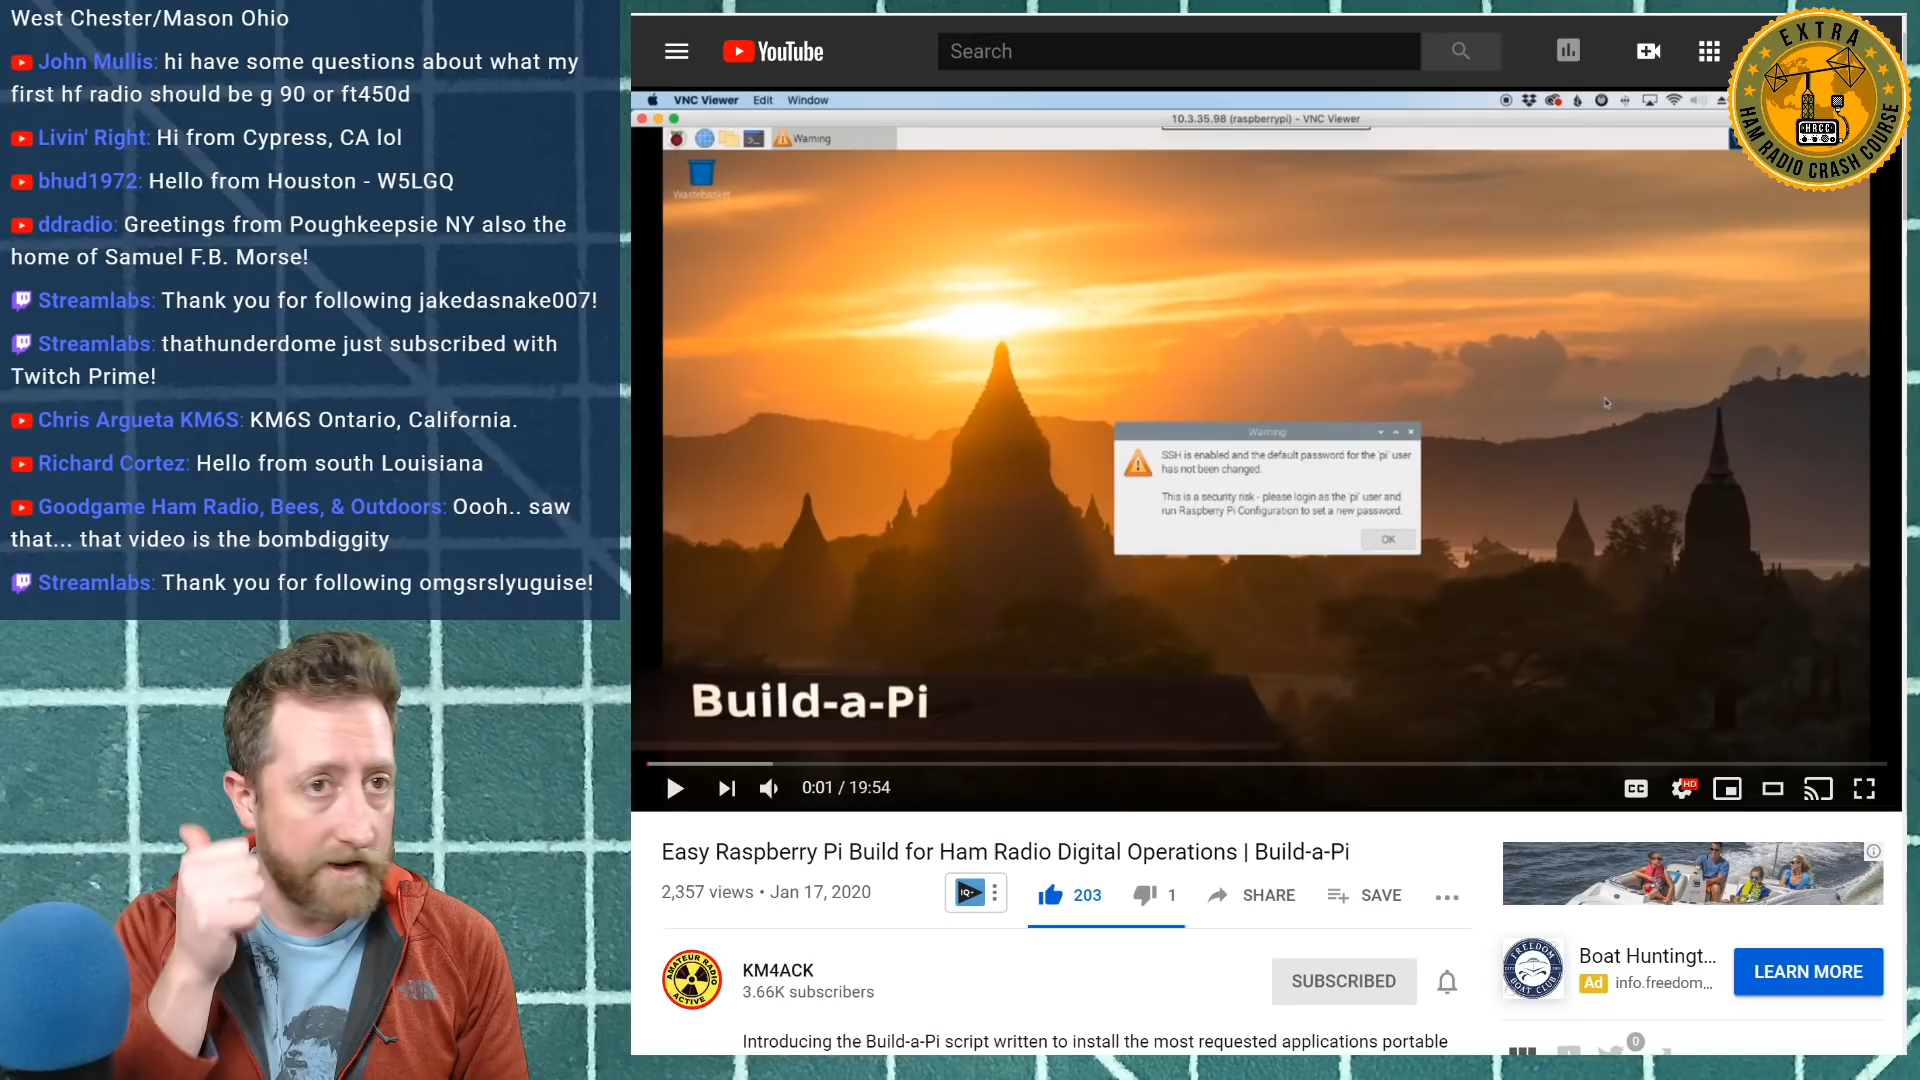 West Chester/Mason Ohio
John Mullis: hi have some questions about what my
first hf radio should be g 90 or ft450d
Livin' Right: Hi from Cypress, CA lol
bhud1972: Hello from Houston - W5LGQ
ddradio: Greetings from Poughkeepsie NY also the
home of Samuel F.B. Morse!
Streamlabs: Thank you for following jakedasnake007!
Streamlabs: thathunderdome just subscribed with
Twitch Prime!
Chris Argueta KM6S: KM6S Ontario, California.
Richard Cortez: Hello from south Louisiana
Goodgame Ham Radio, Bees, & Outdoors: Oooh.. saw
that... that video is the bombdiggity
Streamlabs: Thank you for following omgsrslyuguise!
YouTube
Search
EXTRA
HRCC
HAM RADIO CRASH COURSE
VNC Viewer Edit Window
10.3.35.98 (raspberrypi) - VNC Viewer
Warning
Wastebasket
Warning
SSH is enabled and the default password for the 'pi' user
has not been changed.
This is a security risk - please login as the 'pi' user and
run Raspberry Pi Configuration to set a new password.
OK
Build-a-Pi
0:01 / 19:54
CC
HD
Easy Raspberry Pi Build for Ham Radio Digital Operations | Build-a-Pi
2,357 views • Jan 17, 2020
IQ+
203
1
SHARE
SAVE
AMATEUR RADIO
ACTIVE
KM4ACK
3.66K subscribers
SUBSCRIBED
Introducing the Build-a-Pi script written to install the most requested applications portable
FREEDOM
BOAT CLUB
Boat Huntingt...
Ad info.freedom...
LEARN MORE
0
THE NORTH FACE